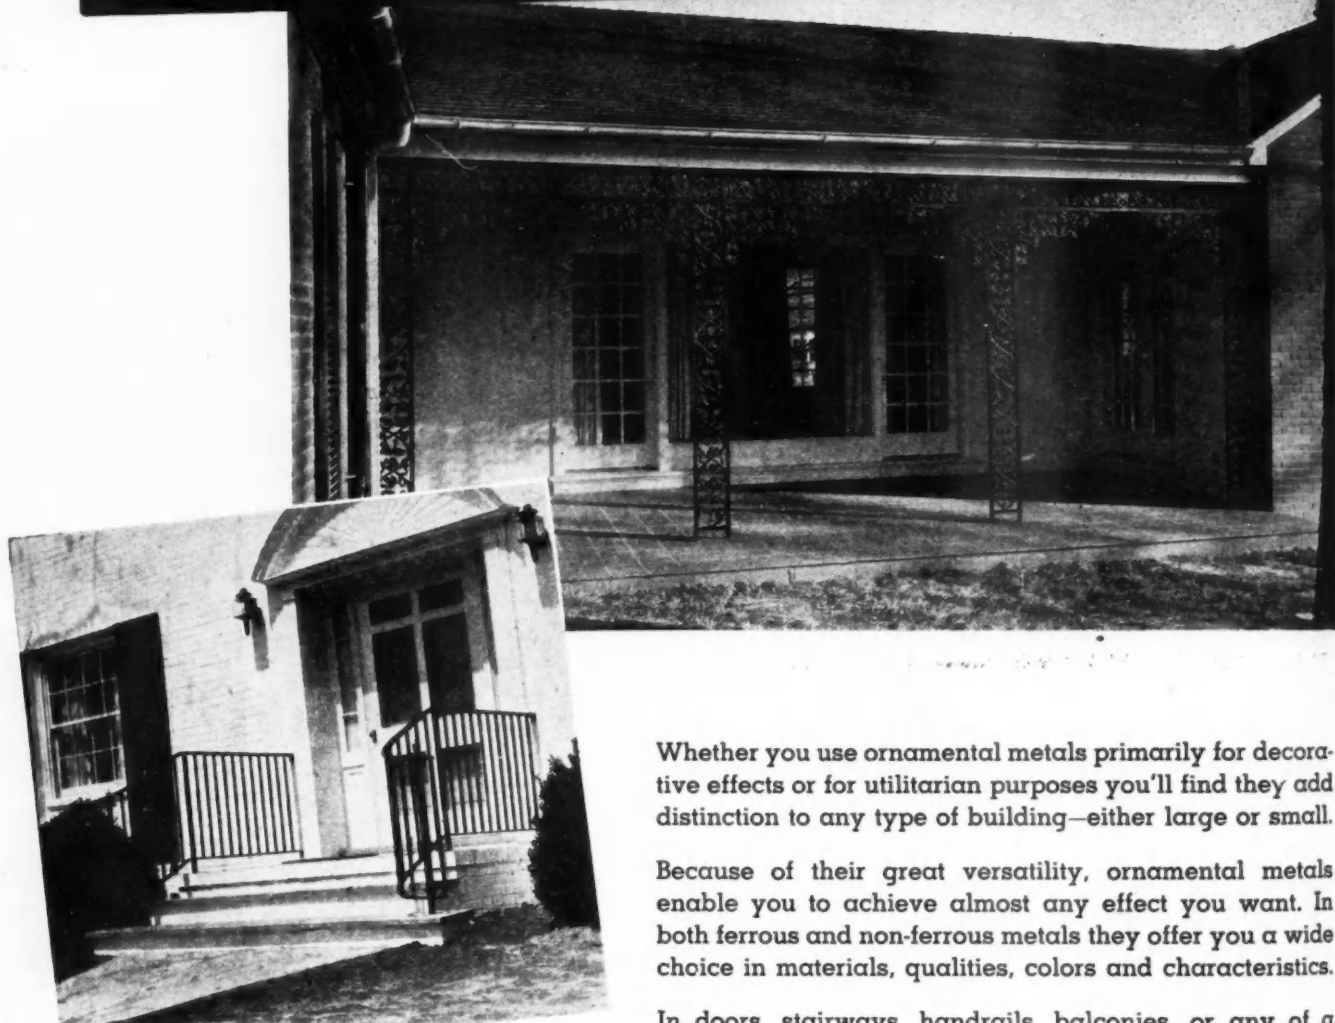 Whether you use ornamental metals primarily for decora-
tive effects or for utilitarian purposes you'll find they add
distinction to any type of building—either large or small.
Because of their great versatility, ornamental metals
enable you to achieve almost any effect you want. In
both ferrous and non-ferrous metals they offer you a wide
choice in materials, qualities, colors and characteristics.
In doors, stairways, handrails, balconies, or any of a